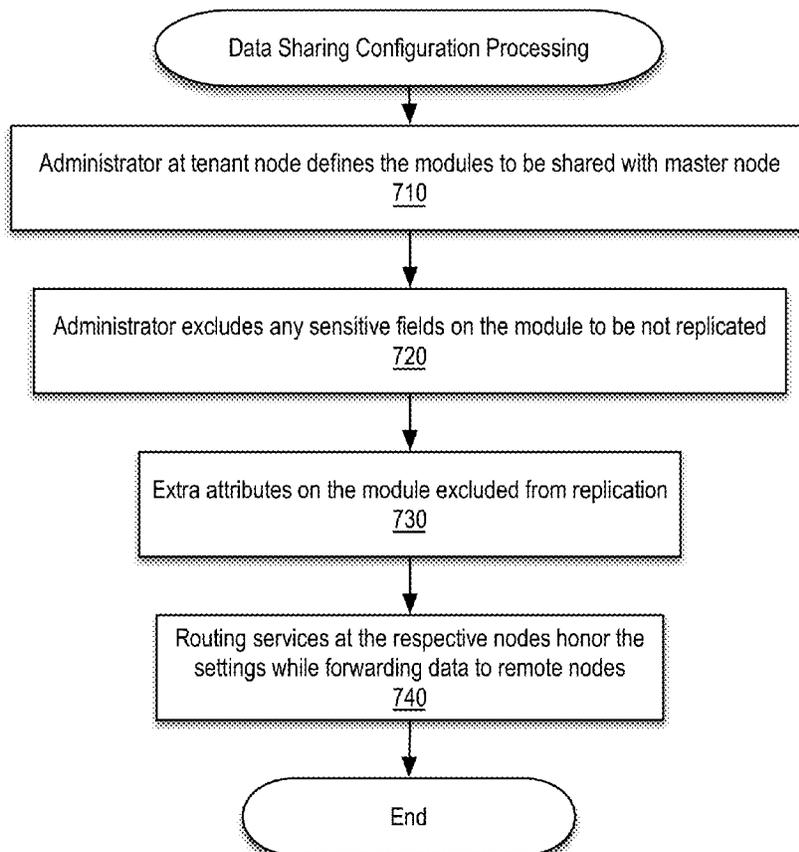 Data Sharing Configuration Processing
Administrator at tenant node defines the modules to be shared with master node
710
Administrator excludes any sensitive fields on the module to be not replicated
720
Extra attributes on the module excluded from replication
730
Routing services at the respective nodes honor the
settings while forwarding data to remote nodes
740
End